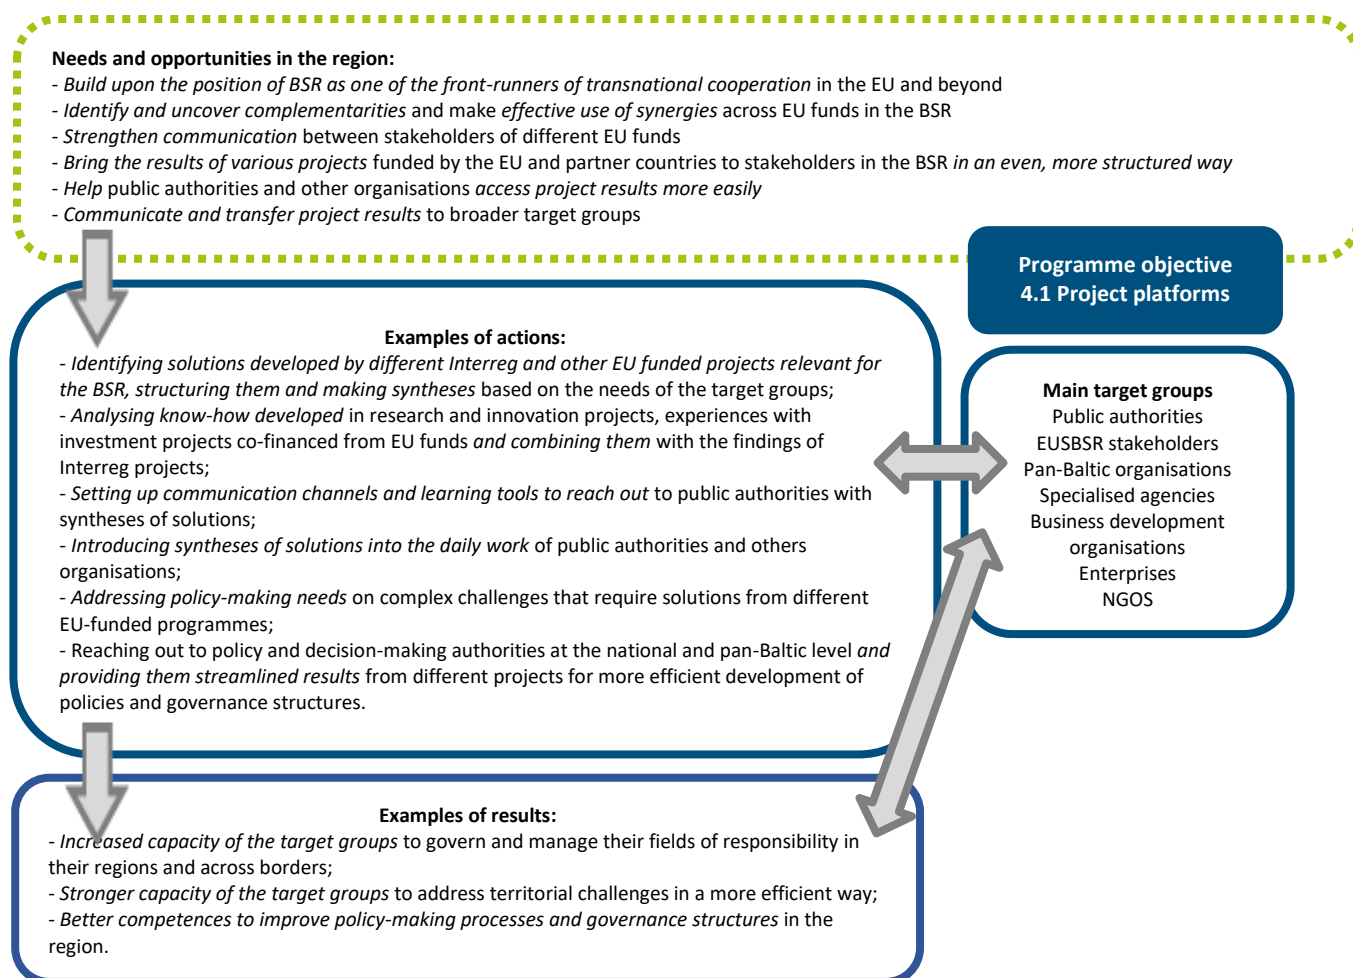 Needs and opportunities in the region:
- Build upon the position of BSR as one of the front-runners of transnational cooperation in the EU and beyond
- Identify and uncover complementarities and make effective use of synergies across EU funds in the BSR
- Strengthen communication between stakeholders of different EU funds
- Bring the results of various projects funded by the EU and partner countries to stakeholders in the BSR in an even, more structured way
- Help public authorities and other organisations access project results more easily
- Communicate and transfer project results to broader target groups
Programme objective
4.1 Project platforms
Examples of actions:
- Identifying solutions developed by different Interreg and other EU funded projects relevant for
the BSR, structuring them and making syntheses based on the needs of the target groups;
- Analysing know-how developed in research and innovation projects, experiences with
investment projects co-financed from EU funds and combining them with the findings of
Interreg projects;
- Setting up communication channels and learning tools to reach out to public authorities with
syntheses of solutions;
- Introducing syntheses of solutions into the daily work of public authorities and others
organisations;
- Addressing policy-making needs on complex challenges that require solutions from different
EU-funded programmes;
- Reaching out to policy and decision-making authorities at the national and pan-Baltic level and
providing them streamlined results from different projects for more efficient development of
policies and governance structures.
Main target groups
Public authorities
EUSBSR stakeholders
Pan-Baltic organisations
Specialised agencies
Business development
organisations
Enterprises
NGOS
Examples of results:
- Increased capacity of the target groups to govern and manage their fields of responsibility in
their regions and across borders;
- Stronger capacity of the target groups to address territorial challenges in a more efficient way;
- Better competences to improve policy-making processes and governance structures in the
region.